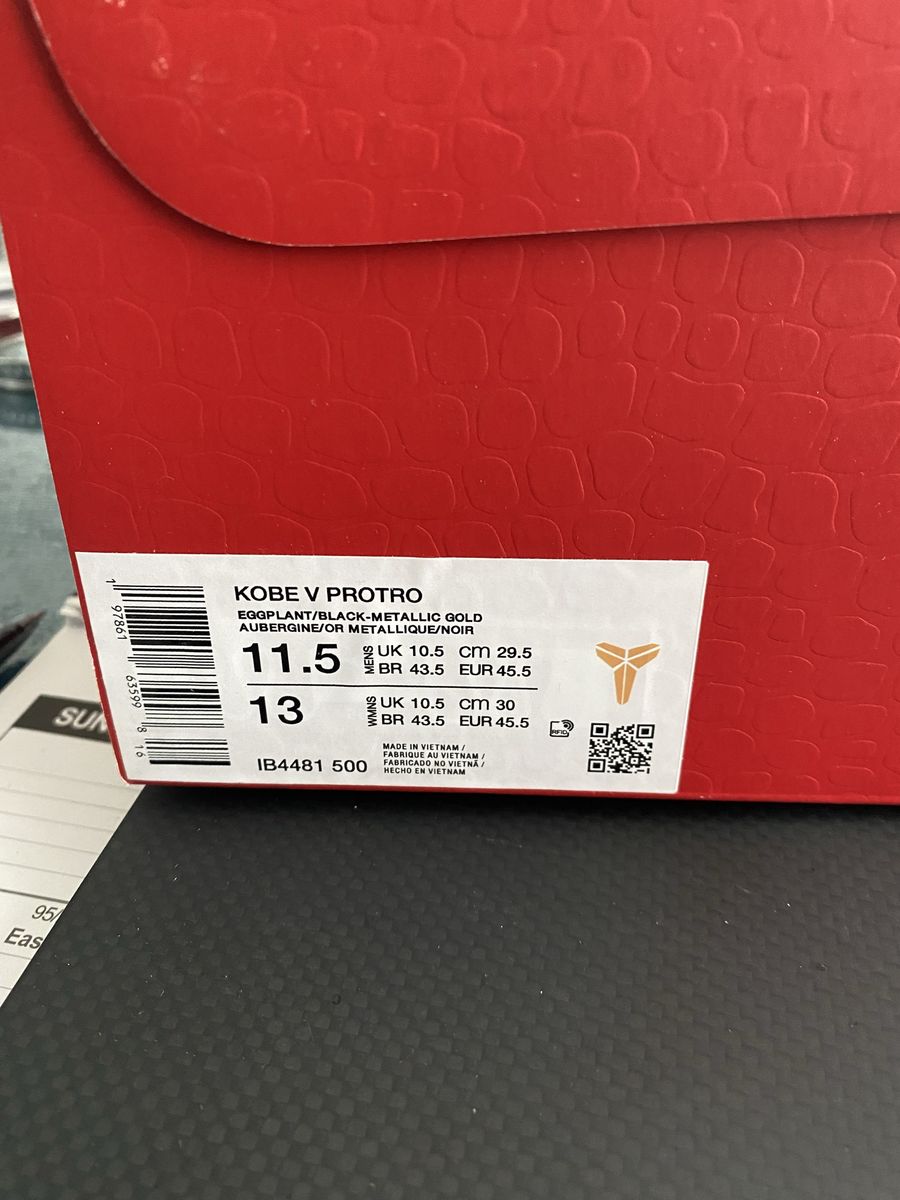 KOBE V PROTRO
EGGPLANT/BLACK-METALLIC GOLD
AUBERGINE/OR METALLIQUE/NOIR
11.5 MENS UK 10.5 cm 29.5
BR 43.5 EUR 45.5
13 WMNS UK 10.5 cm 30
BR 43.5 EUR 45.5
RFID
IB4481 500
MADE IN VIETNAM /
FABRIQUE AU VIETNAM /
FABRICADO NO VIETNÃ /
HECHO EN VIETNAM
1 97861 63599 8 16
95/